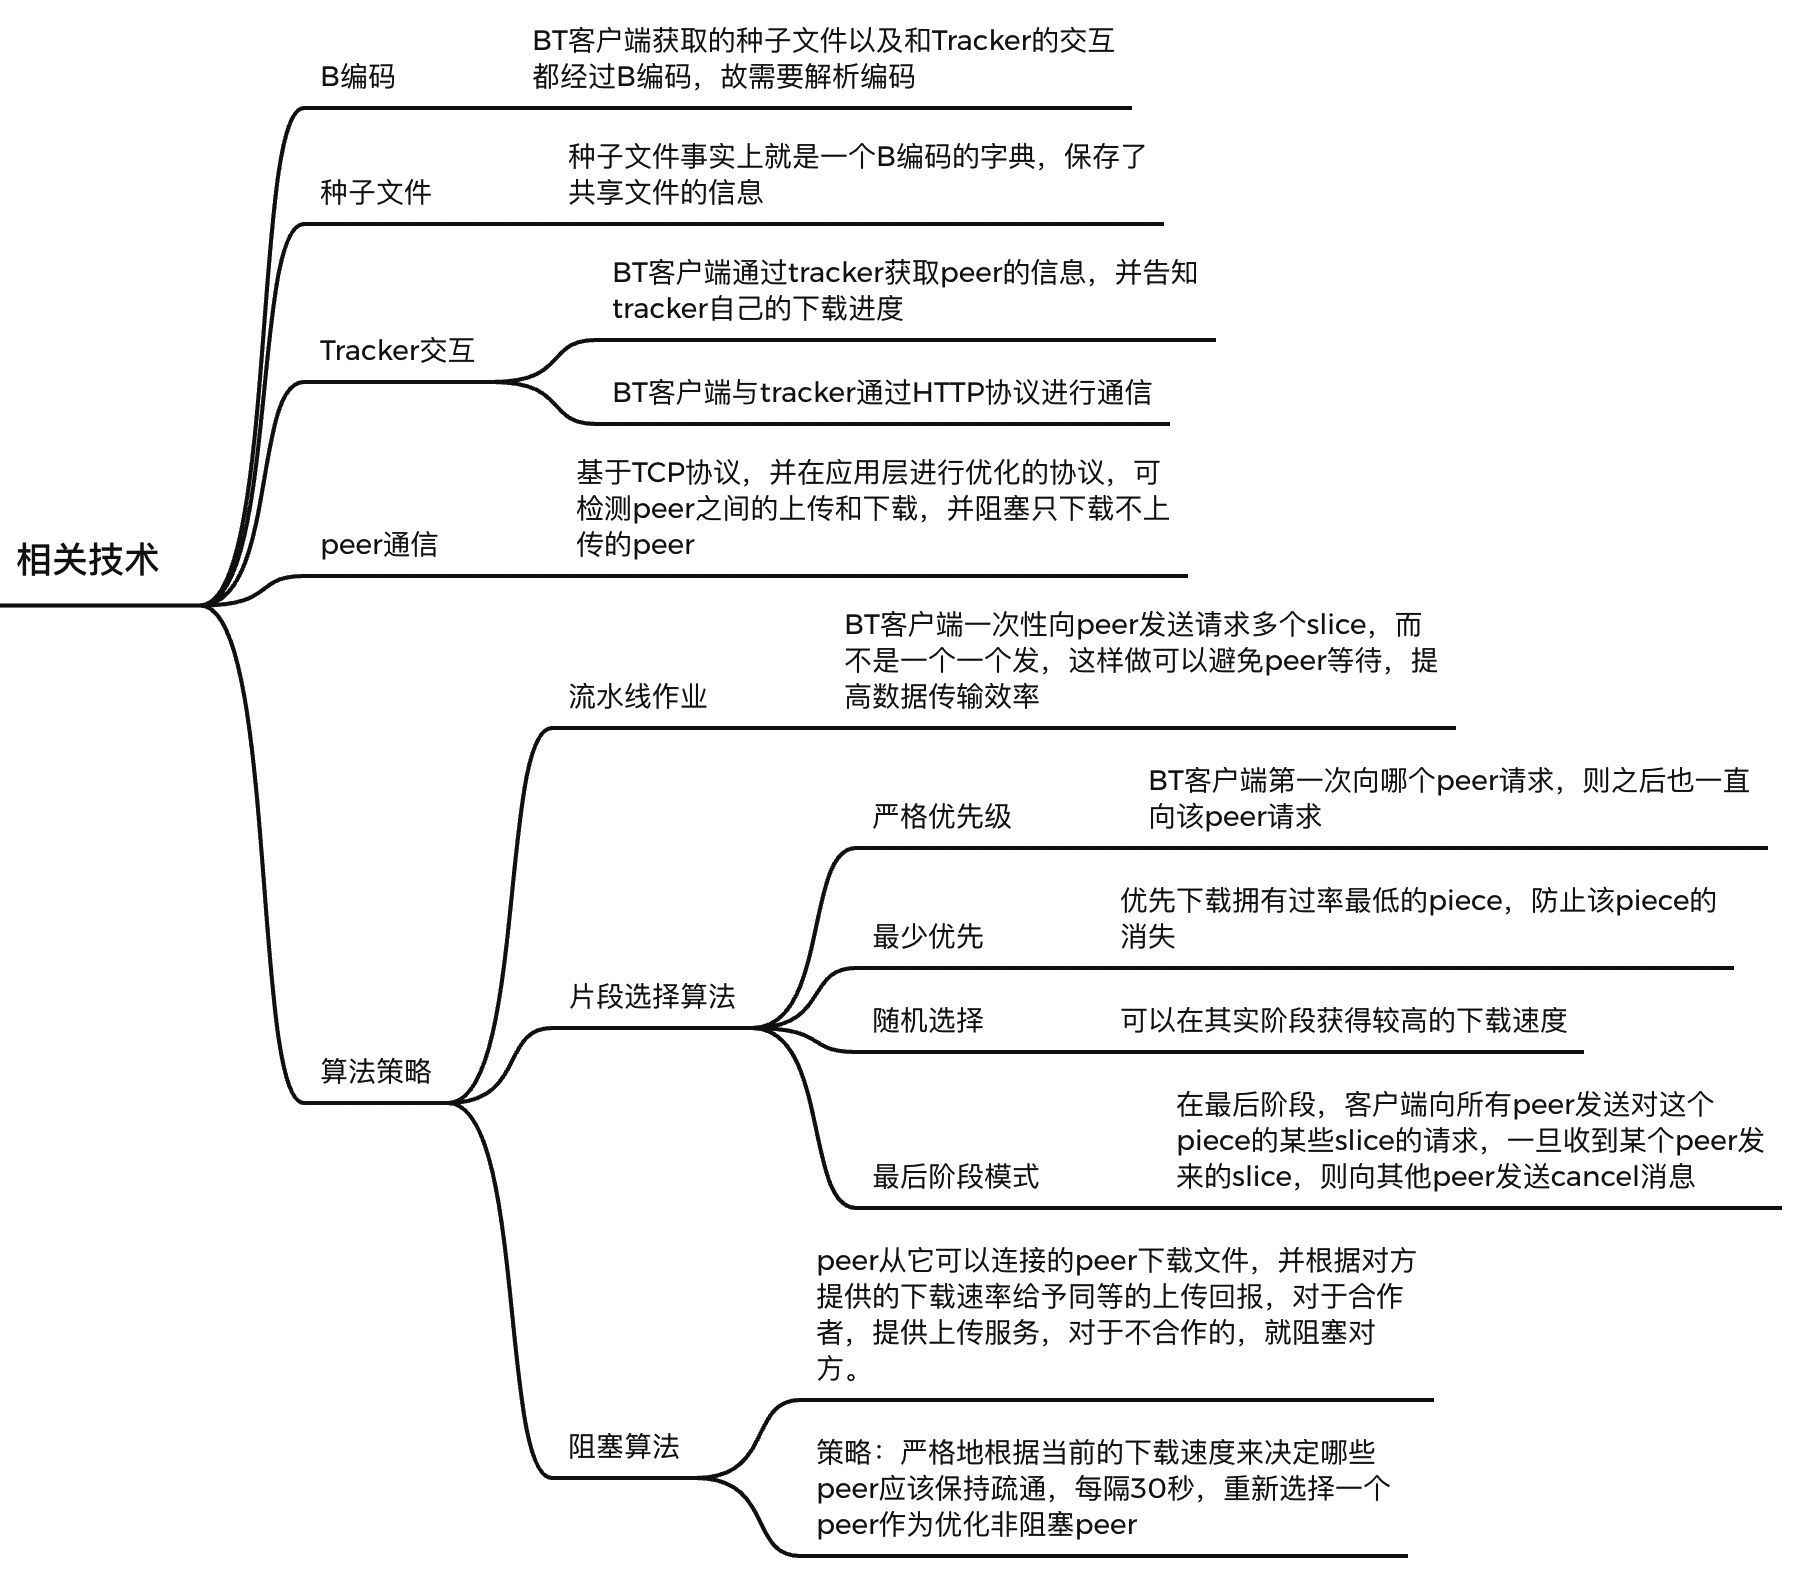 相关技术
B编码
BT客户端获取的种子文件以及和Tracker的交互
都经过B编码，故需要解析编码
种子文件
种子文件事实上就是一个B编码的字典，保存了
共享文件的信息
Tracker交互
BT客户端通过tracker获取peer的信息，并告知
tracker自己的下载进度
BT客户端与tracker通过HTTP协议进行通信
peer通信
基于TCP协议，并在应用层进行优化的协议，可
检测peer之间的上传和下载，并阻塞只下载不上
传的peer
算法策略
流水线作业
BT客户端一次性向peer发送请求多个slice，而
不是一个一个发，这样做可以避免peer等待，提
高数据传输效率
片段选择算法
严格优先级
BT客户端第一次向哪个peer请求，则之后也一直
向该peer请求
最少优先
优先下载拥有过率最低的piece，防止该piece的
消失
随机选择
可以在其实阶段获得较高的下载速度
最后阶段模式
在最后阶段，客户端向所有peer发送对这个
piece的某些slice的请求，一旦收到某个peer发
来的slice，则向其他peer发送cancel消息
阻塞算法
peer从它可以连接的peer下载文件，并根据对方
提供的下载速率给予同等的上传回报，对于合作
者，提供上传服务，对于不合作的，就阻塞对
方。
策略：严格地根据当前的下载速度来决定哪些
peer应该保持疏通，每隔30秒，重新选择一个
peer作为优化非阻塞peer